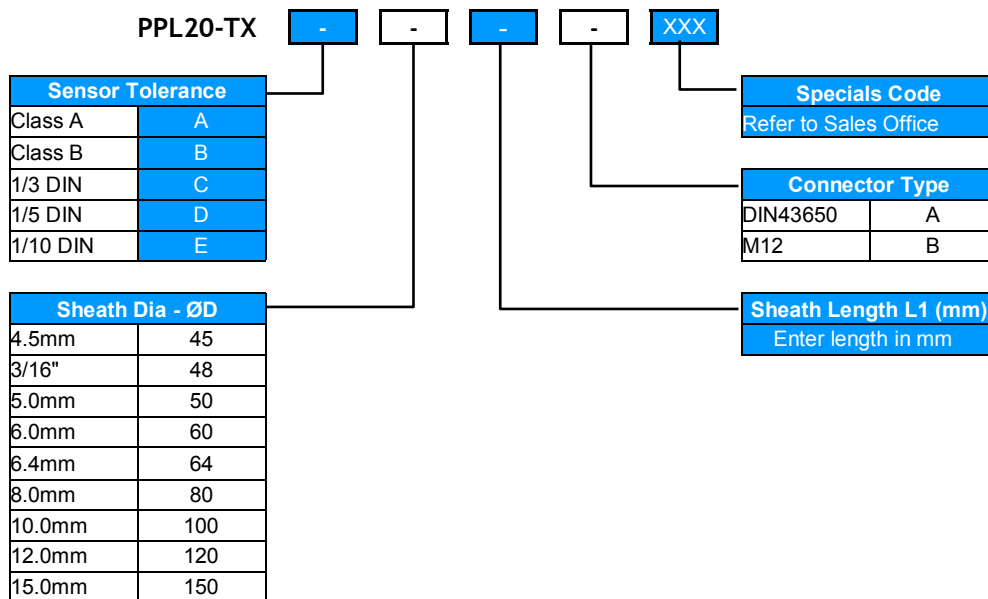 PPL20-TX - - - - XXX
Sensor Tolerance
Class A A
Class B B
1/3 DIN C
1/5 DIN D
1/10 DIN E
Specials Code
Refer to Sales Office
Connector Type
DIN43650 A
M12 B
Sheath Dia - ØD
4.5mm 45
3/16" 48
5.0mm 50
6.0mm 60
6.4mm 64
8.0mm 80
10.0mm 100
12.0mm 120
15.0mm 150
Sheath Length L1 (mm)
Enter length in mm